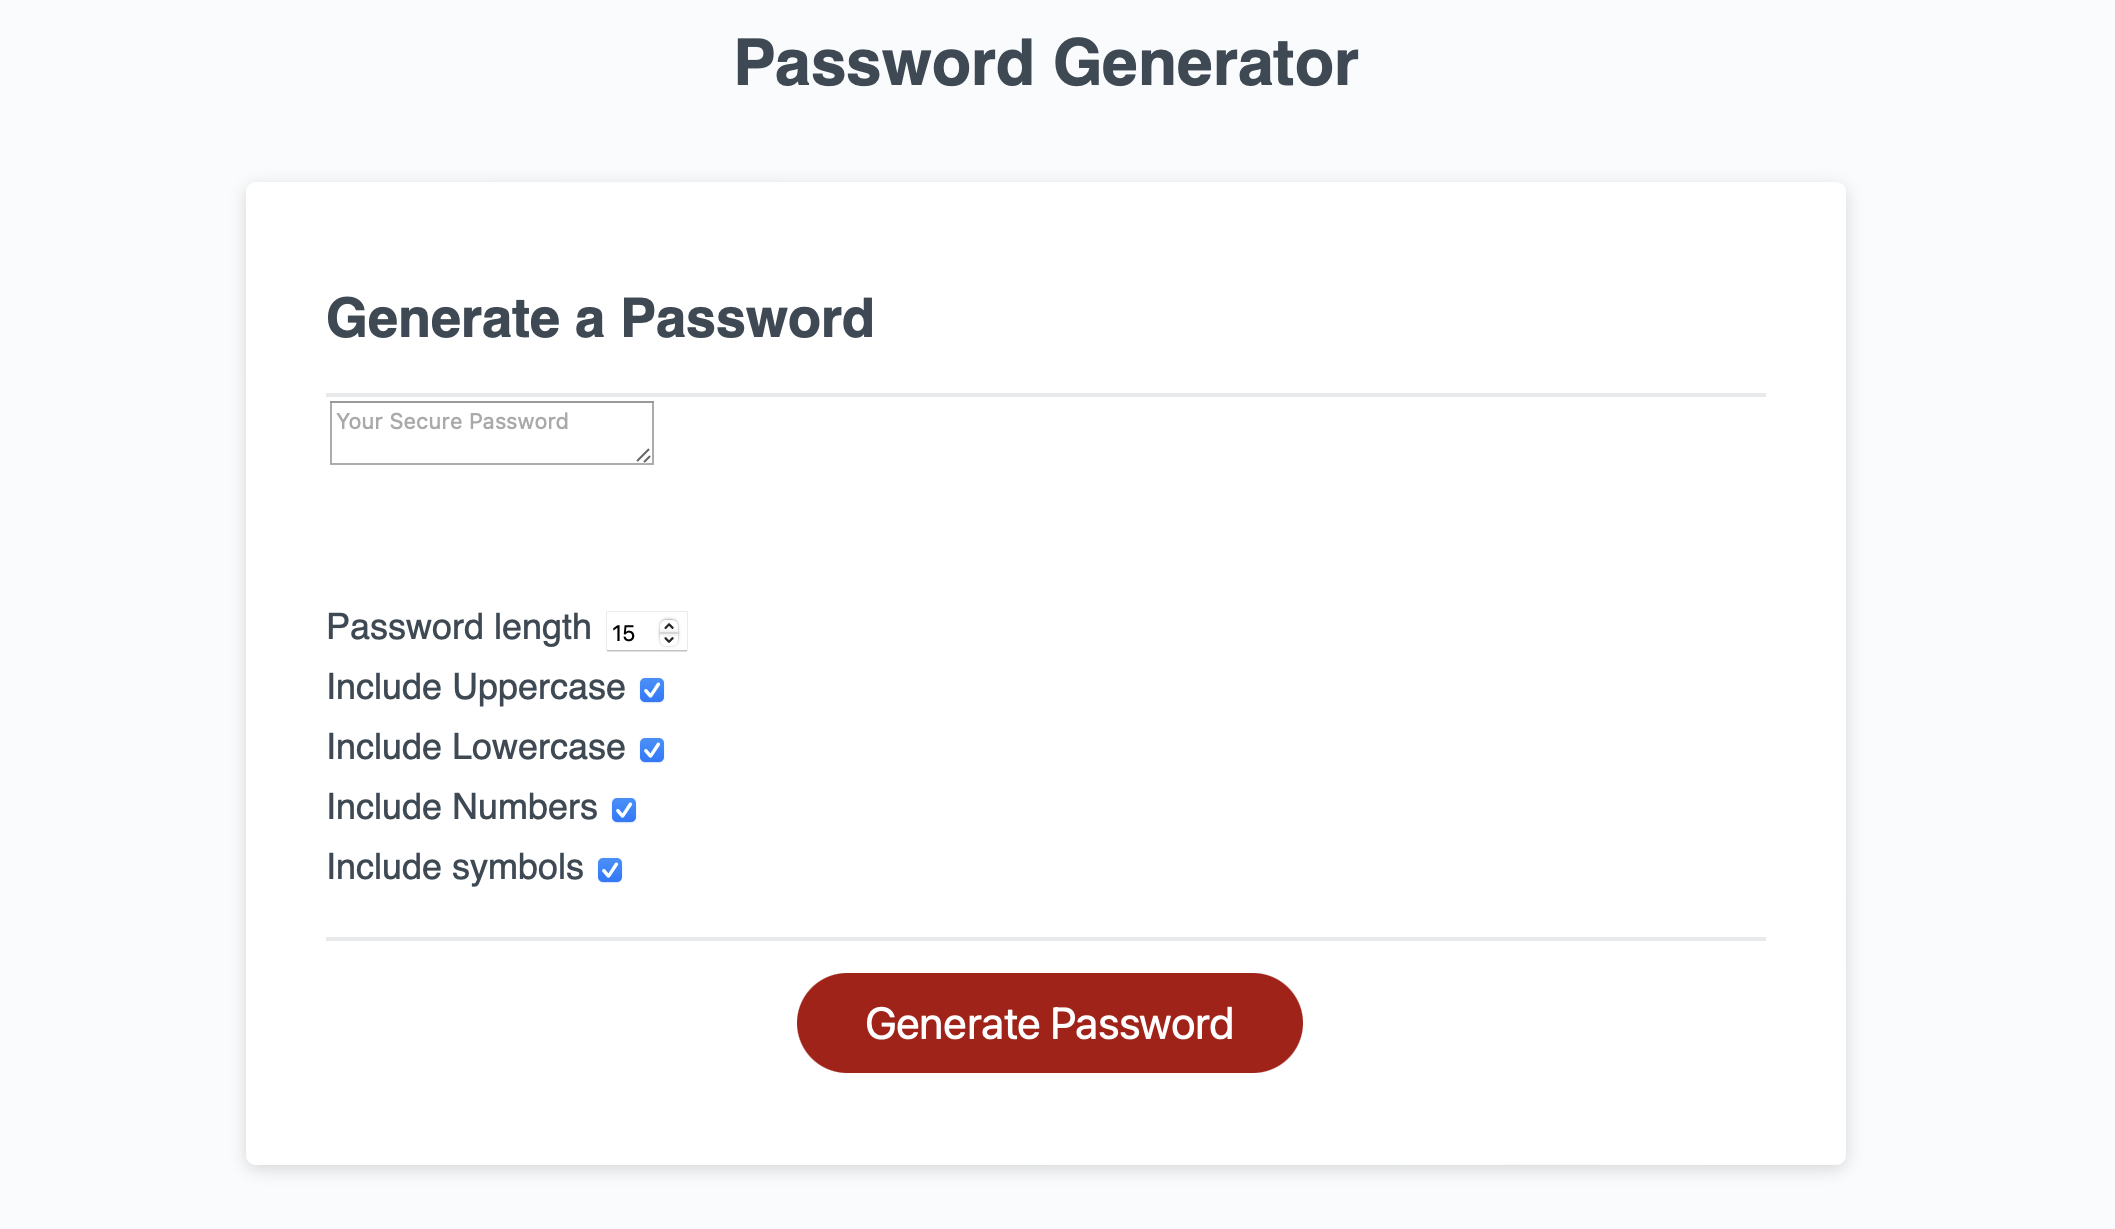 Password Generator
Generate a Password
Your Secure Password
Password length 15
Include Uppercase
Include Lowercase
Include Numbers
Include symbols
Generate Password